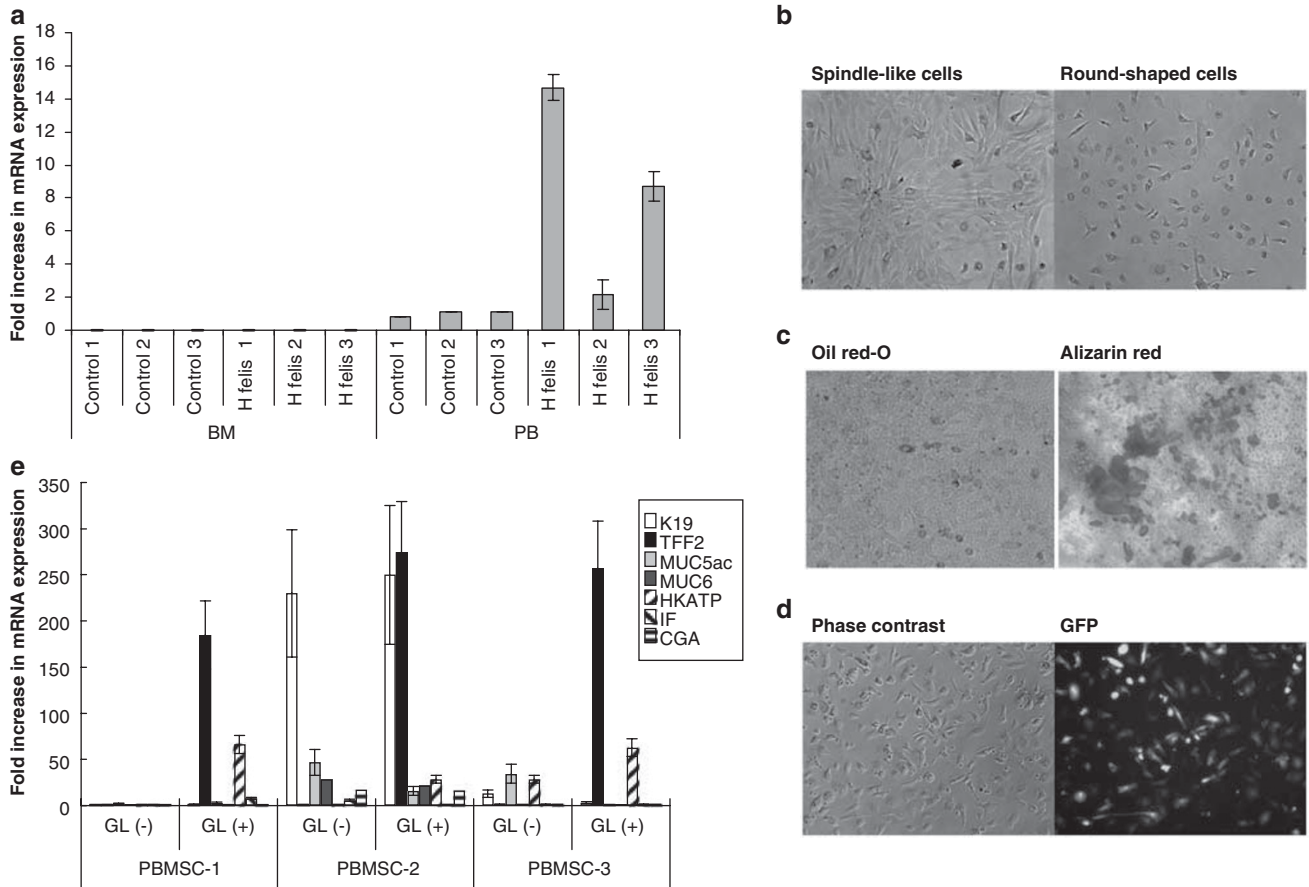 a
Fold increase in mRNA expression
18
16
14
12
10
8
6
4
2
0
Control 1
Control 2
Control 3
H felis 1
H felis 2
H felis 3
Control 1
Control 2
Control 3
H felis 1
H felis 2
H felis 3
BM
PB
b
Spindle-like cells
Round-shaped cells
c
Oil red-O
Alizarin red
d
Phase contrast
GFP
e
Fold increase in mRNA expression
350
300
250
200
150
100
50
0
K19
TFF2
MUC5ac
MUC6
HKATP
IF
CGA
GL (-)
GL (+)
GL (-)
GL (+)
GL (-)
GL (+)
PBMSC-1
PBMSC-2
PBMSC-3